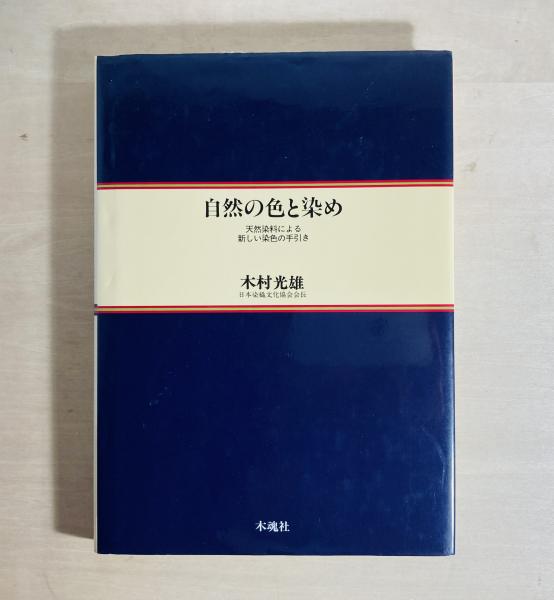 自然の色と染め
天然染料による
新しい染色の手引き
木村光雄
日本染織文化協会会長
木魂社